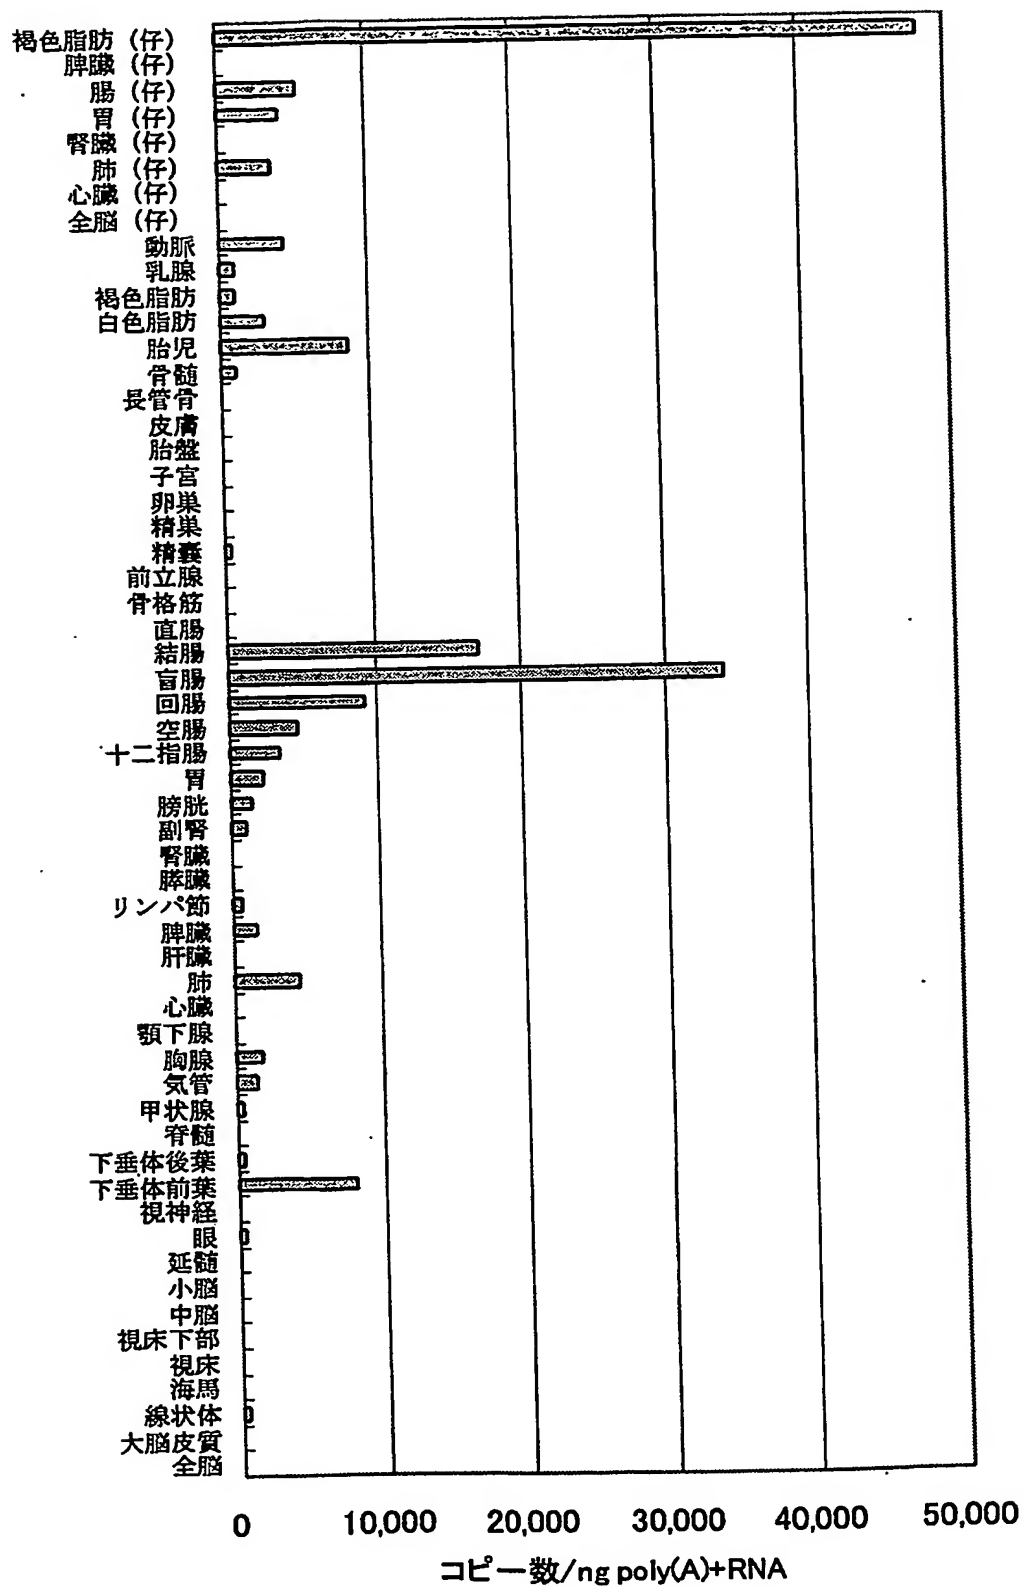 褐色脂肪 (仔)
脾臓 (仔)
腸 (仔)
胃 (仔)
腎臓 (仔)
肺 (仔)
心臓 (仔)
全脳 (仔)
動脈
乳腺
褐色脂肪
白色脂肪
胎児
骨髄
長管骨
皮膚
胎盤
子宮
卵巣
精巣
精嚢
前立腺
骨格筋
直腸
結腸
盲腸
回腸
空腸
十二指腸
胃
膀胱
副腎
腎臓
膵臓
リンパ節
脾臓
肝臓
肺
心臓
顎下腺
胸腺
気管
甲状腺
脊髄
下垂体後葉
下垂体前葉
視神経
眼
延髄
小脳
中脳
視床下部
視床
海馬
線状体
大脳皮質
全脳
0 10,000 20,000 30,000 40,000 50,000
コピー数/ng poly(A)+RNA